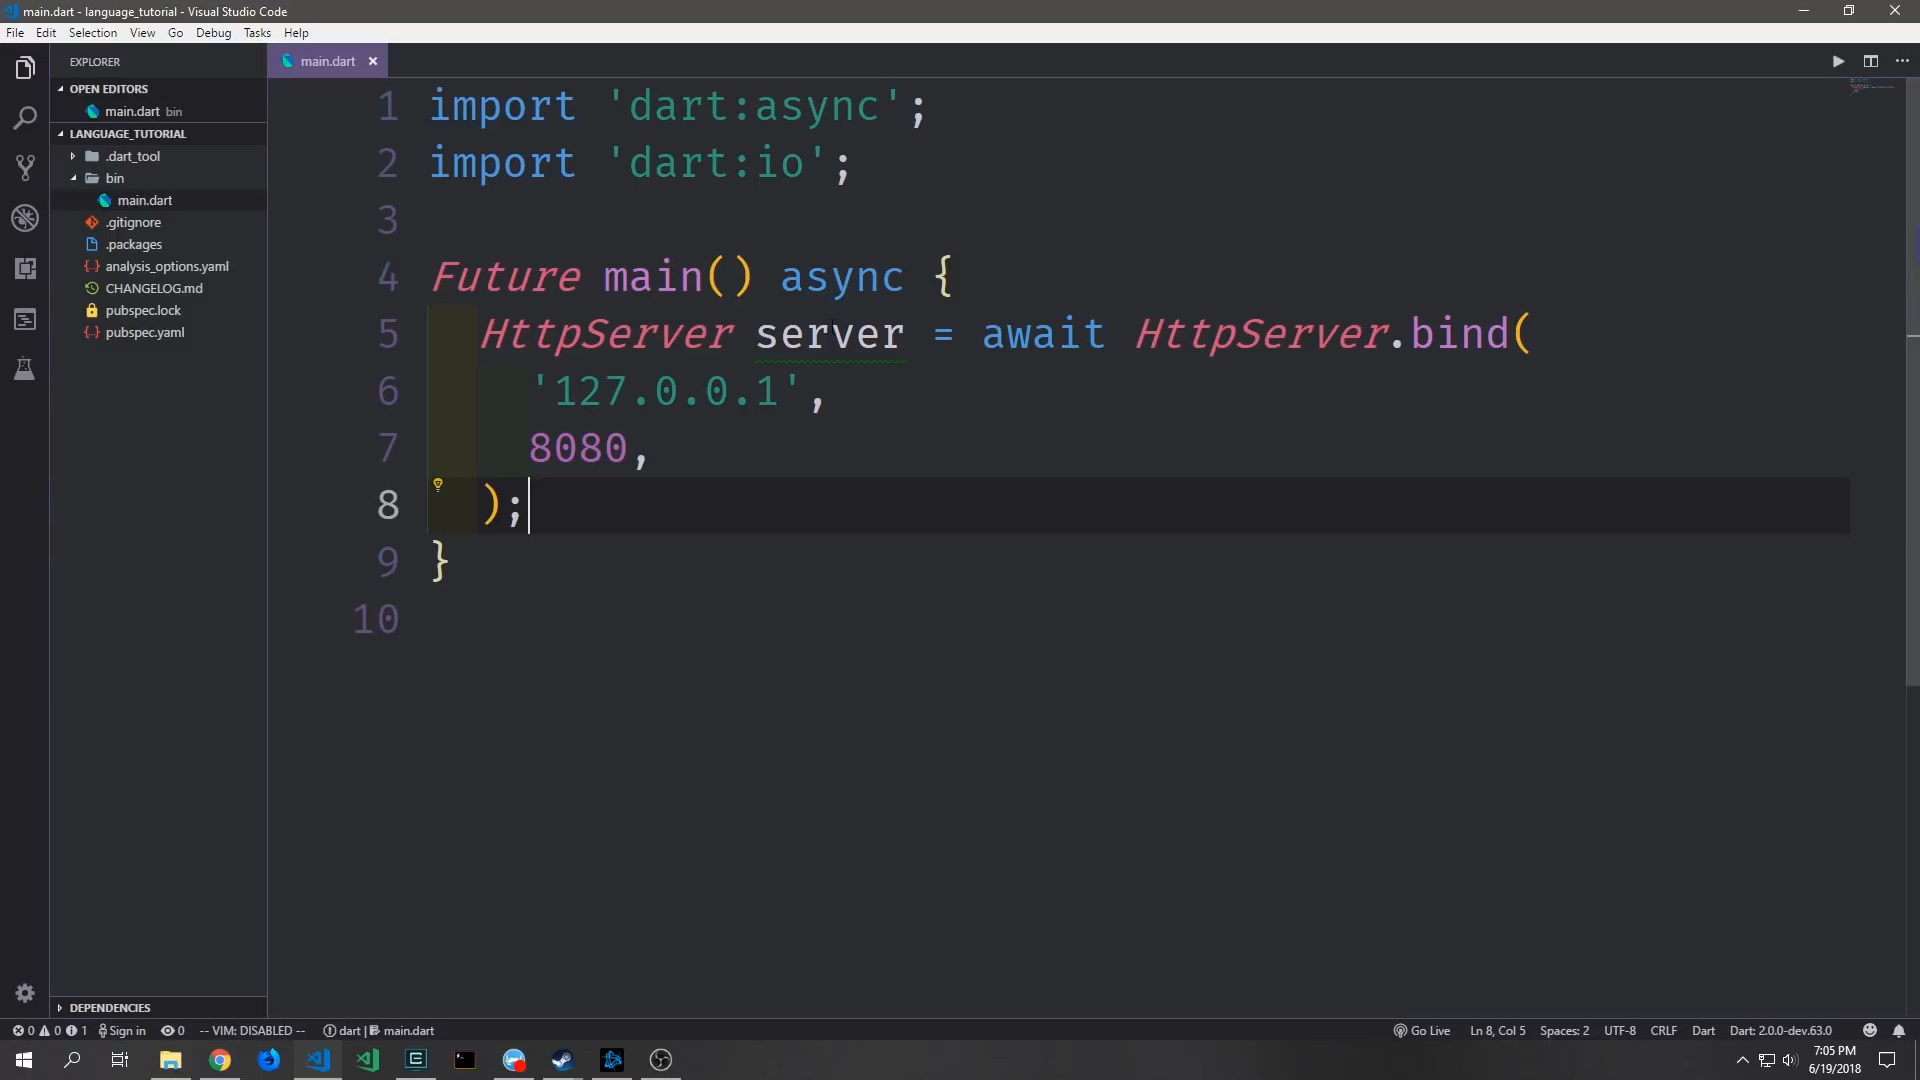 main.dart - language_tutorial - Visual Studio Code
File Edit Selection View Go Debug Tasks Help
EXPLORER
main.dart
OPEN EDITORS
main.dart bin
LANGUAGE_TUTORIAL
.dart_tool
bin
main.dart
.gitignore
.packages
analysis_options.yaml
CHANGELOG.md
pubspec.lock
pubspec.yaml
DEPENDENCIES
1 import 'dart:async';
2 import 'dart:io';
3
4 Future main() async {
5 HttpServer server = await HttpServer.bind(
6 '127.0.0.1',
7 8080,
8 );
9 }
10
0 0 1 Sign in 0 -- VIM: DISABLED -- dart | main.dart Go Live Ln 8, Col 5 Spaces: 2 UTF-8 CRLF Dart Dart: 2.0.0-dev.63.0
7:05 PM
6/19/2018